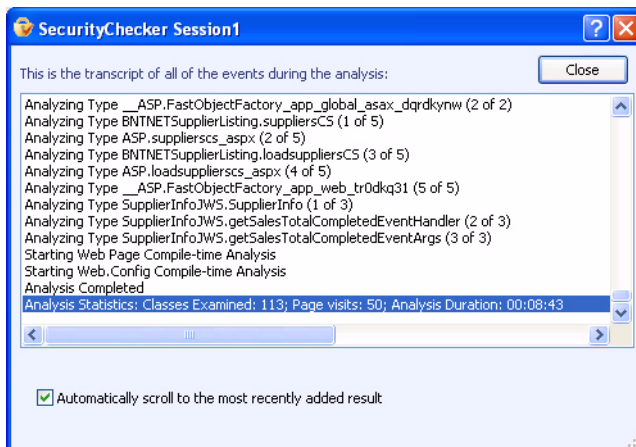 SecurityChecker Session1
This is the transcript of all of the events during the analysis:
Close
Analyzing Type __ASP.FastObjectFactory_app_global_asax_dqrdkynw (2 of 2)
Analyzing Type BNTNETSupplierListing.suppliersCS (1 of 5)
Analyzing Type ASP.supplierscs_aspx (2 of 5)
Analyzing Type BNTNETSupplierListing.loadsuppliersCS (3 of 5)
Analyzing Type ASP.loadsupplierscs_aspx (4 of 5)
Analyzing Type __ASP.FastObjectFactory_app_web_tr0dkq31 (5 of 5)
Analyzing Type SupplierInfoJWS.SupplierInfo (1 of 3)
Analyzing Type SupplierInfoJWS.getSalesTotalCompletedEventHandler (2 of 3)
Analyzing Type SupplierInfoJWS.getSalesTotalCompletedEventArgs (3 of 3)
Starting Web Page Compile-time Analysis
Starting Web.Config Compile-time Analysis
Analysis Completed
Analysis Statistics: Classes Examined: 113; Page visits: 50; Analysis Duration: 00:08:43
Automatically scroll to the most recently added result